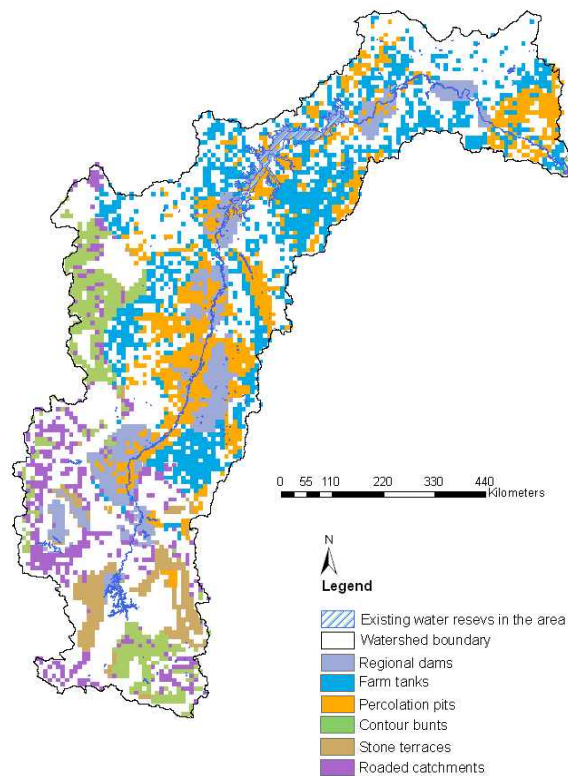 0 55 110 220 330 440
Kilometers
N
Legend
Existing water resevs in the area
Watershed boundary
Regional dams
Farm tanks
Percolation pits
Contour bunts
Stone terraces
Roaded catchments